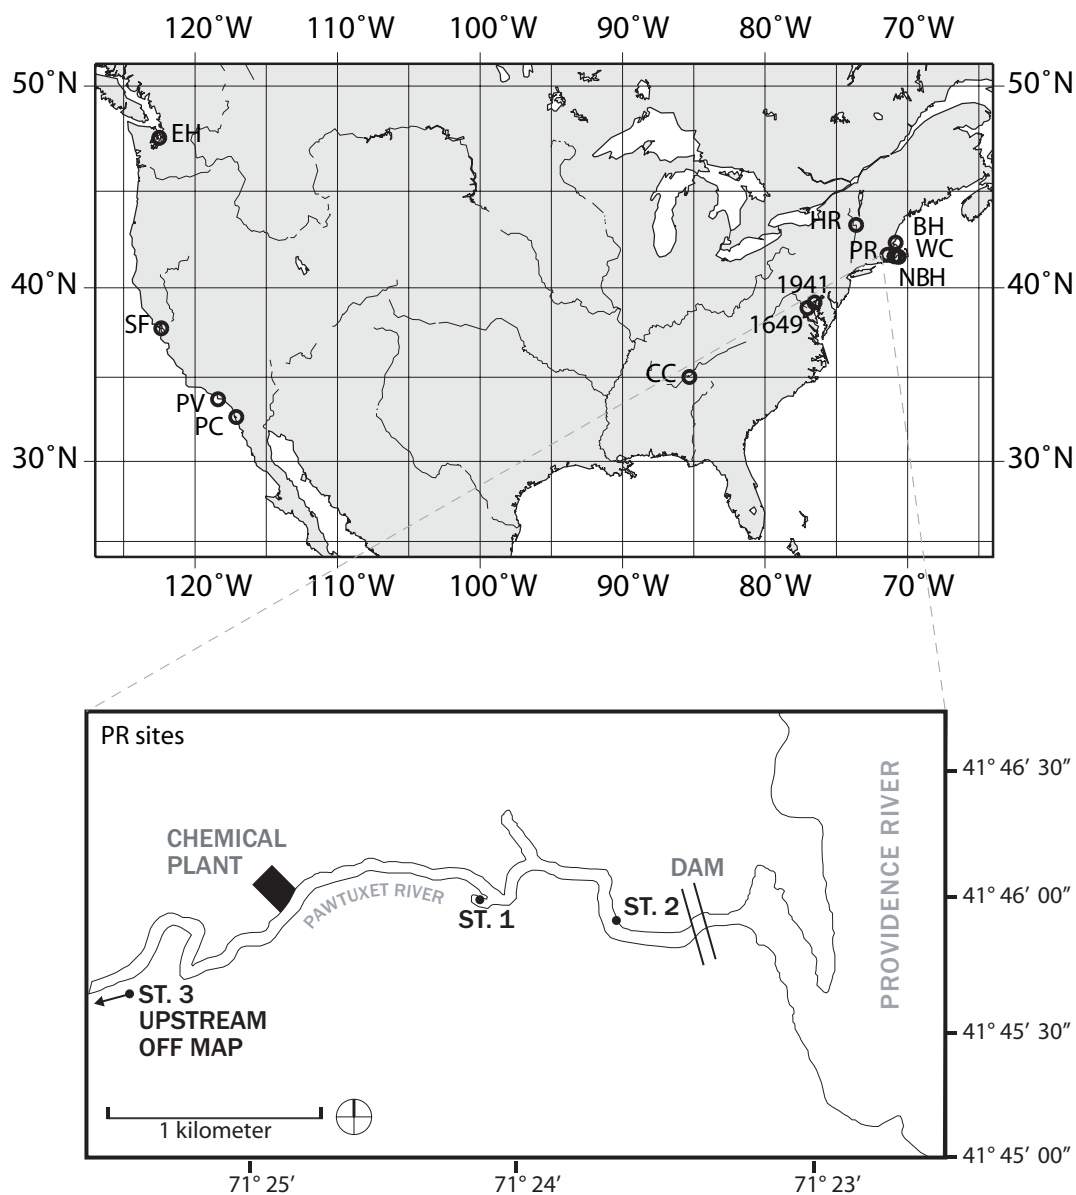 120˚W 110˚W 100˚W 90˚W 80˚W 70˚W
50˚N 50˚N
EH
HR BH
PR WC
NBH
40˚N 1941 40˚N
SF 1649
CC
PV
PC
30˚N 30˚N
120˚W 110˚W 100˚W 90˚W 80˚W 70˚W
PR sites
41° 46′ 30″
PROVIDENCE RIVER
CHEMICAL
PLANT
DAM
PAWTUXET RIVER
41° 46′ 00″
ST. 1
ST. 2
ST. 3
UPSTREAM
OFF MAP
41° 45′ 30″
1 kilometer
41° 45′ 00″
71° 25′ 71° 24′ 71° 23′